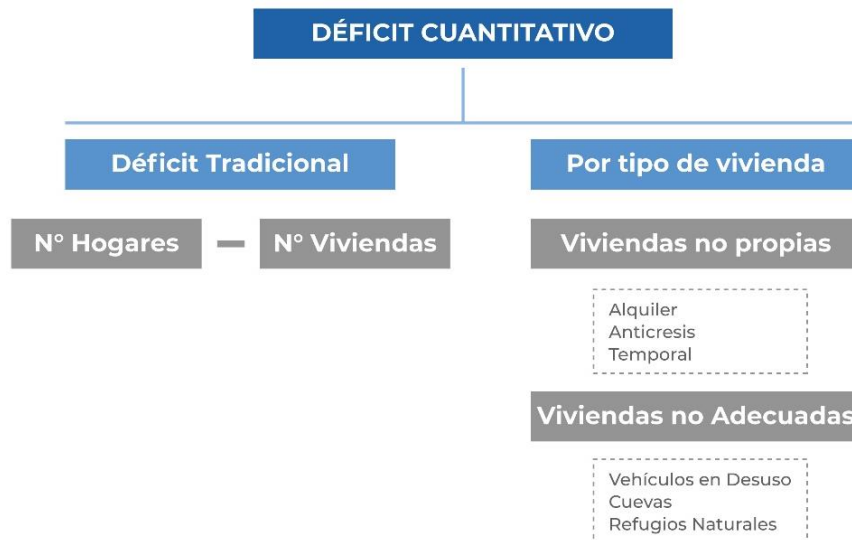 DÉFICIT CUANTITATIVO
Déficit Tradicional
Por tipo de vivienda
N° Hogares — N° Viviendas
Viviendas no propias
Alquiler
Anticresis
Temporal
Viviendas no Adecuadas
Vehículos en Desuso
Cuevas
Refugios Naturales